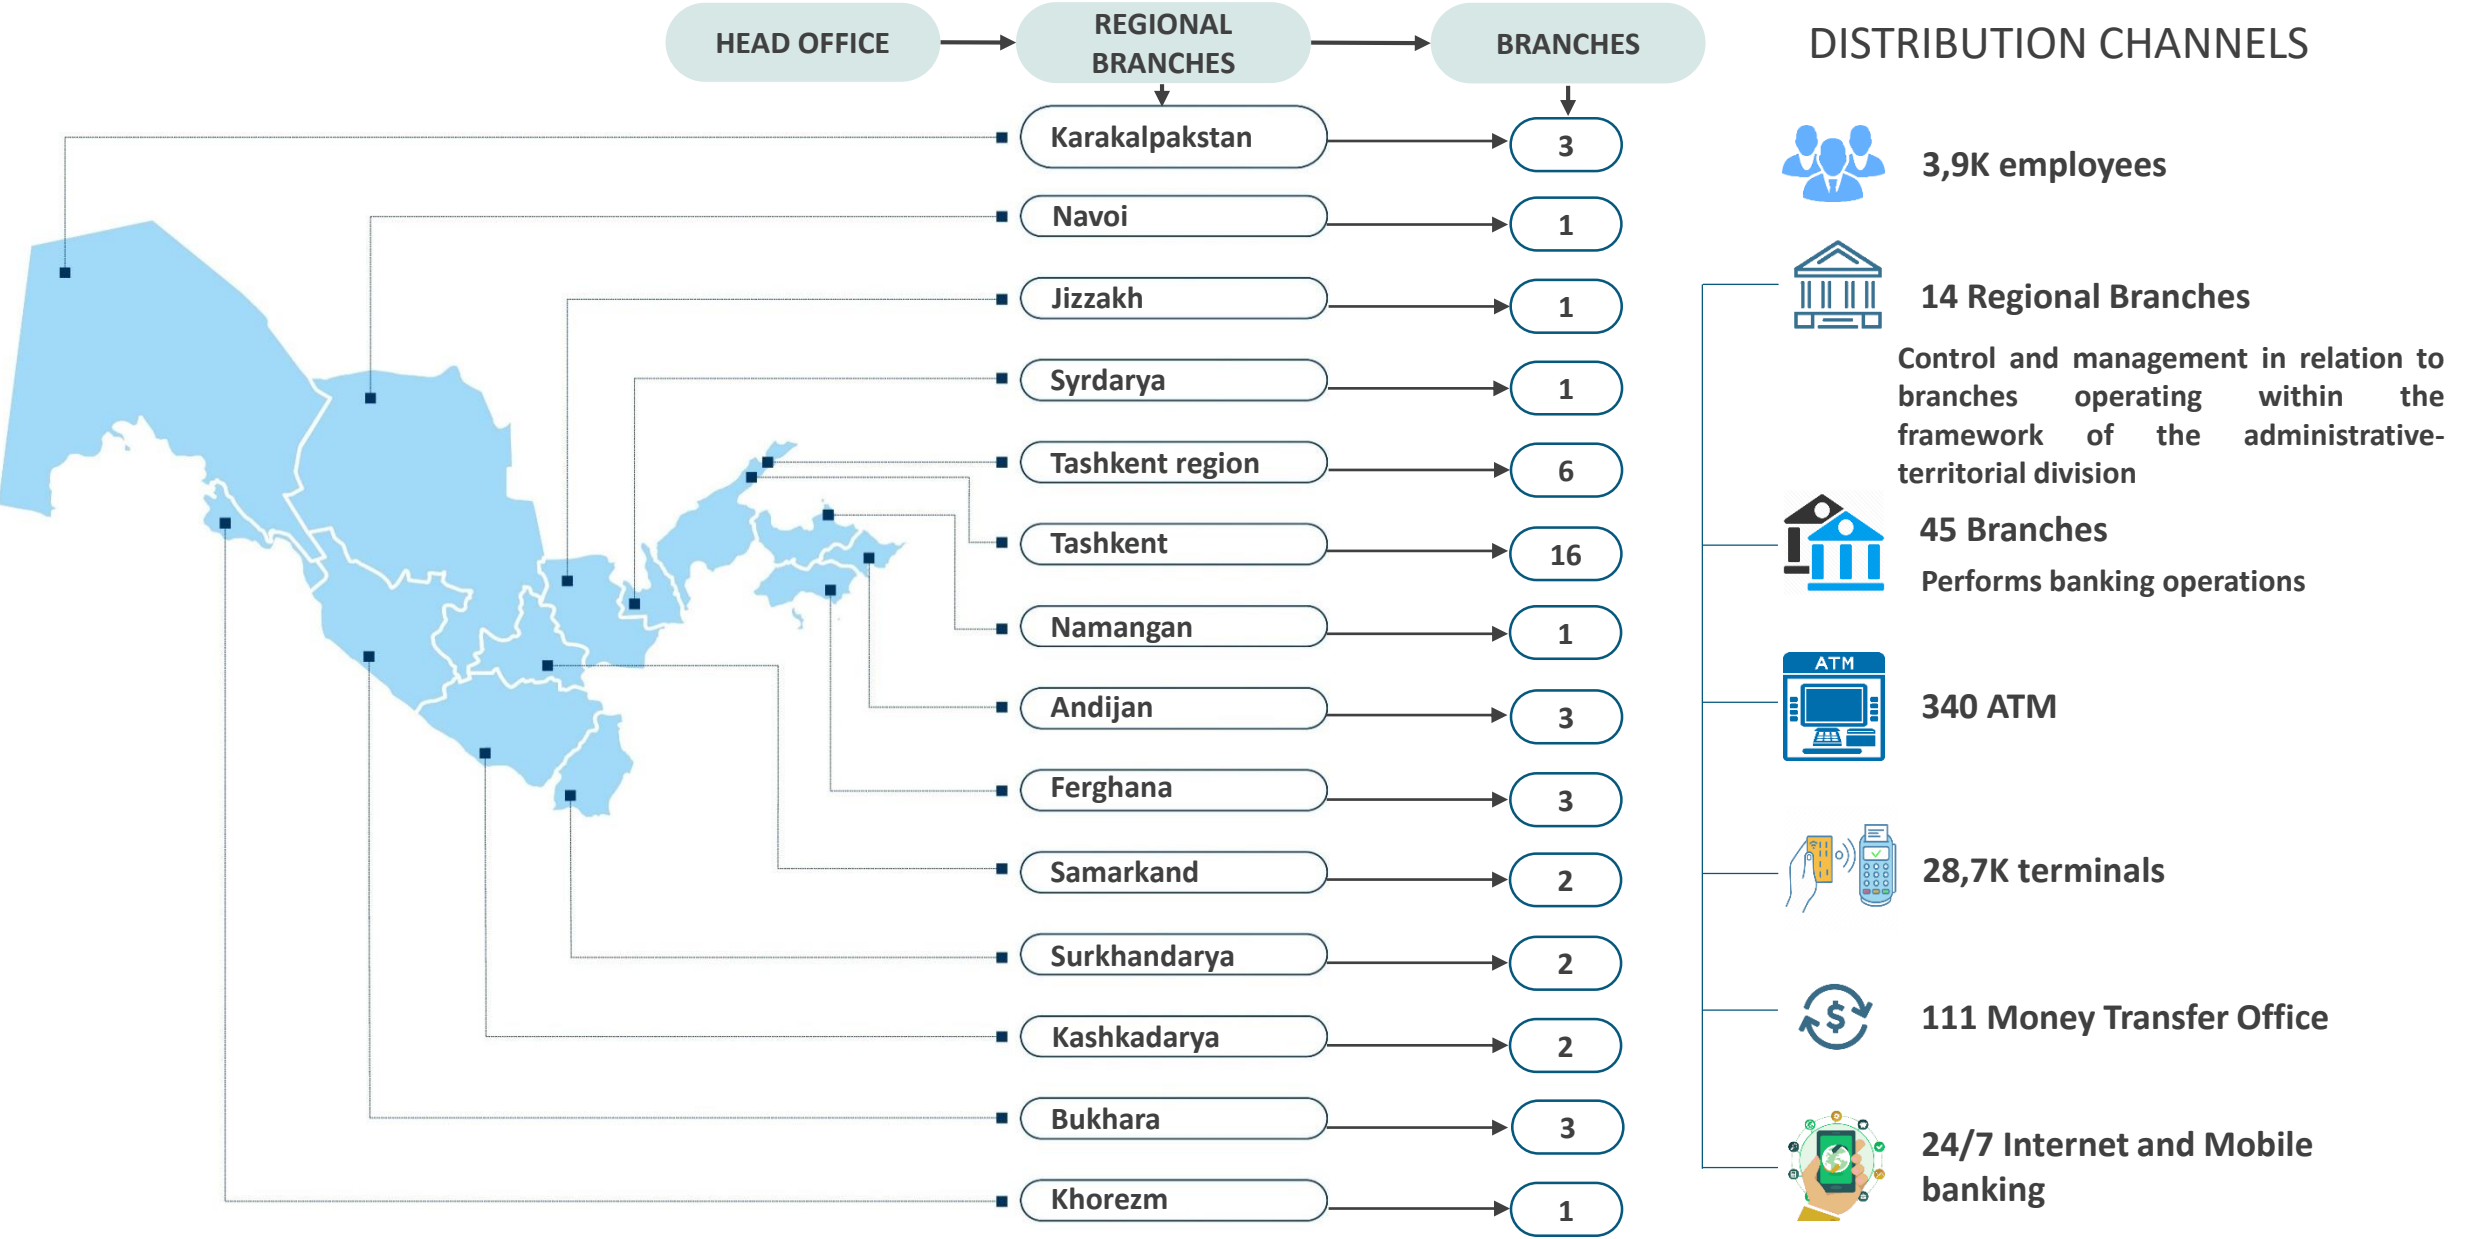 HEAD OFFICE
REGIONAL
BRANCHES
BRANCHES
DISTRIBUTION CHANNELS
Karakalpakstan
3
Navoi
1
Jizzakh
1
Syrdarya
1
Tashkent region
6
Tashkent
16
Namangan
1
Andijan
3
Ferghana
3
Samarkand
2
Surkhandarya
2
Kashkadarya
2
Bukhara
3
Khorezm
1
3,9K employees
14 Regional Branches
Control and management in relation to
branches operating within the
framework of the administrative-
territorial division
45 Branches
Performs banking operations
ATM
340 ATM
28,7K terminals
$
111 Money Transfer Office
24/7 Internet and Mobile
banking